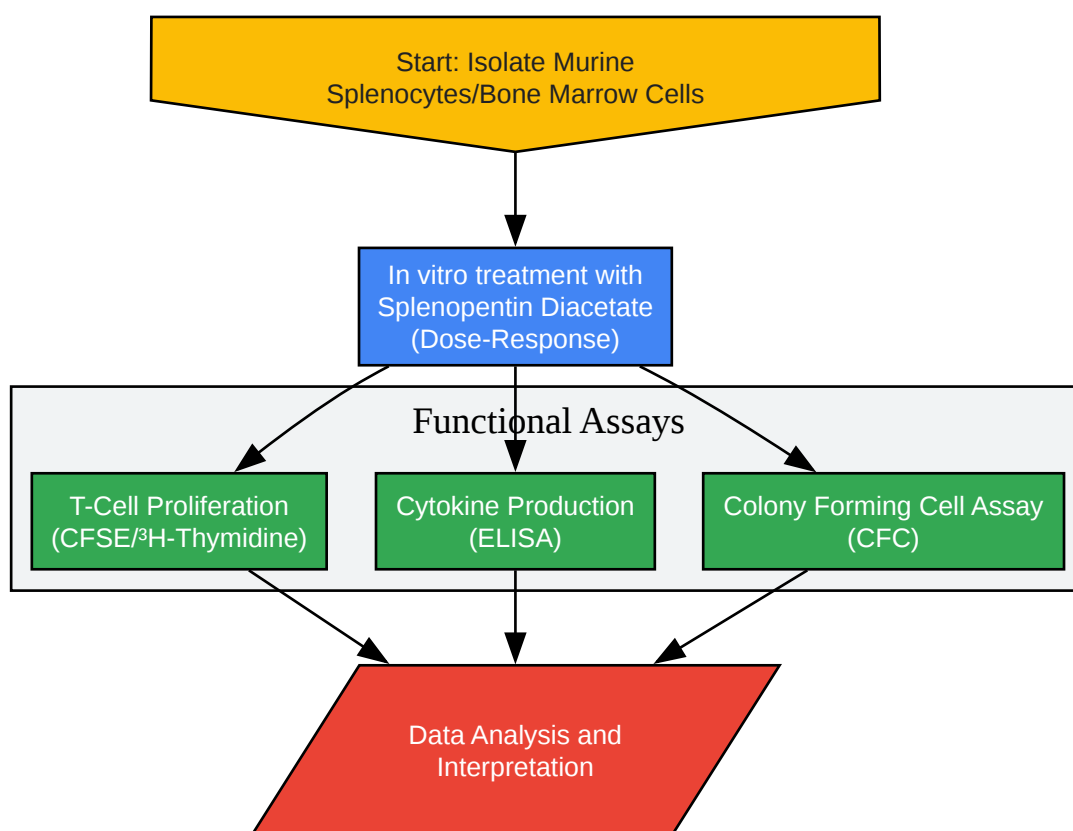 Start: Isolate Murine
Splenocytes/Bone Marrow Cells
In vitro treatment with
Splenopentin Diacetate
(Dose-Response)
Functional Assays
T-Cell Proliferation
(CFSE/³H-Thymidine)
Cytokine Production
(ELISA)
Colony Forming Cell Assay
(CFC)
Data Analysis and
Interpretation